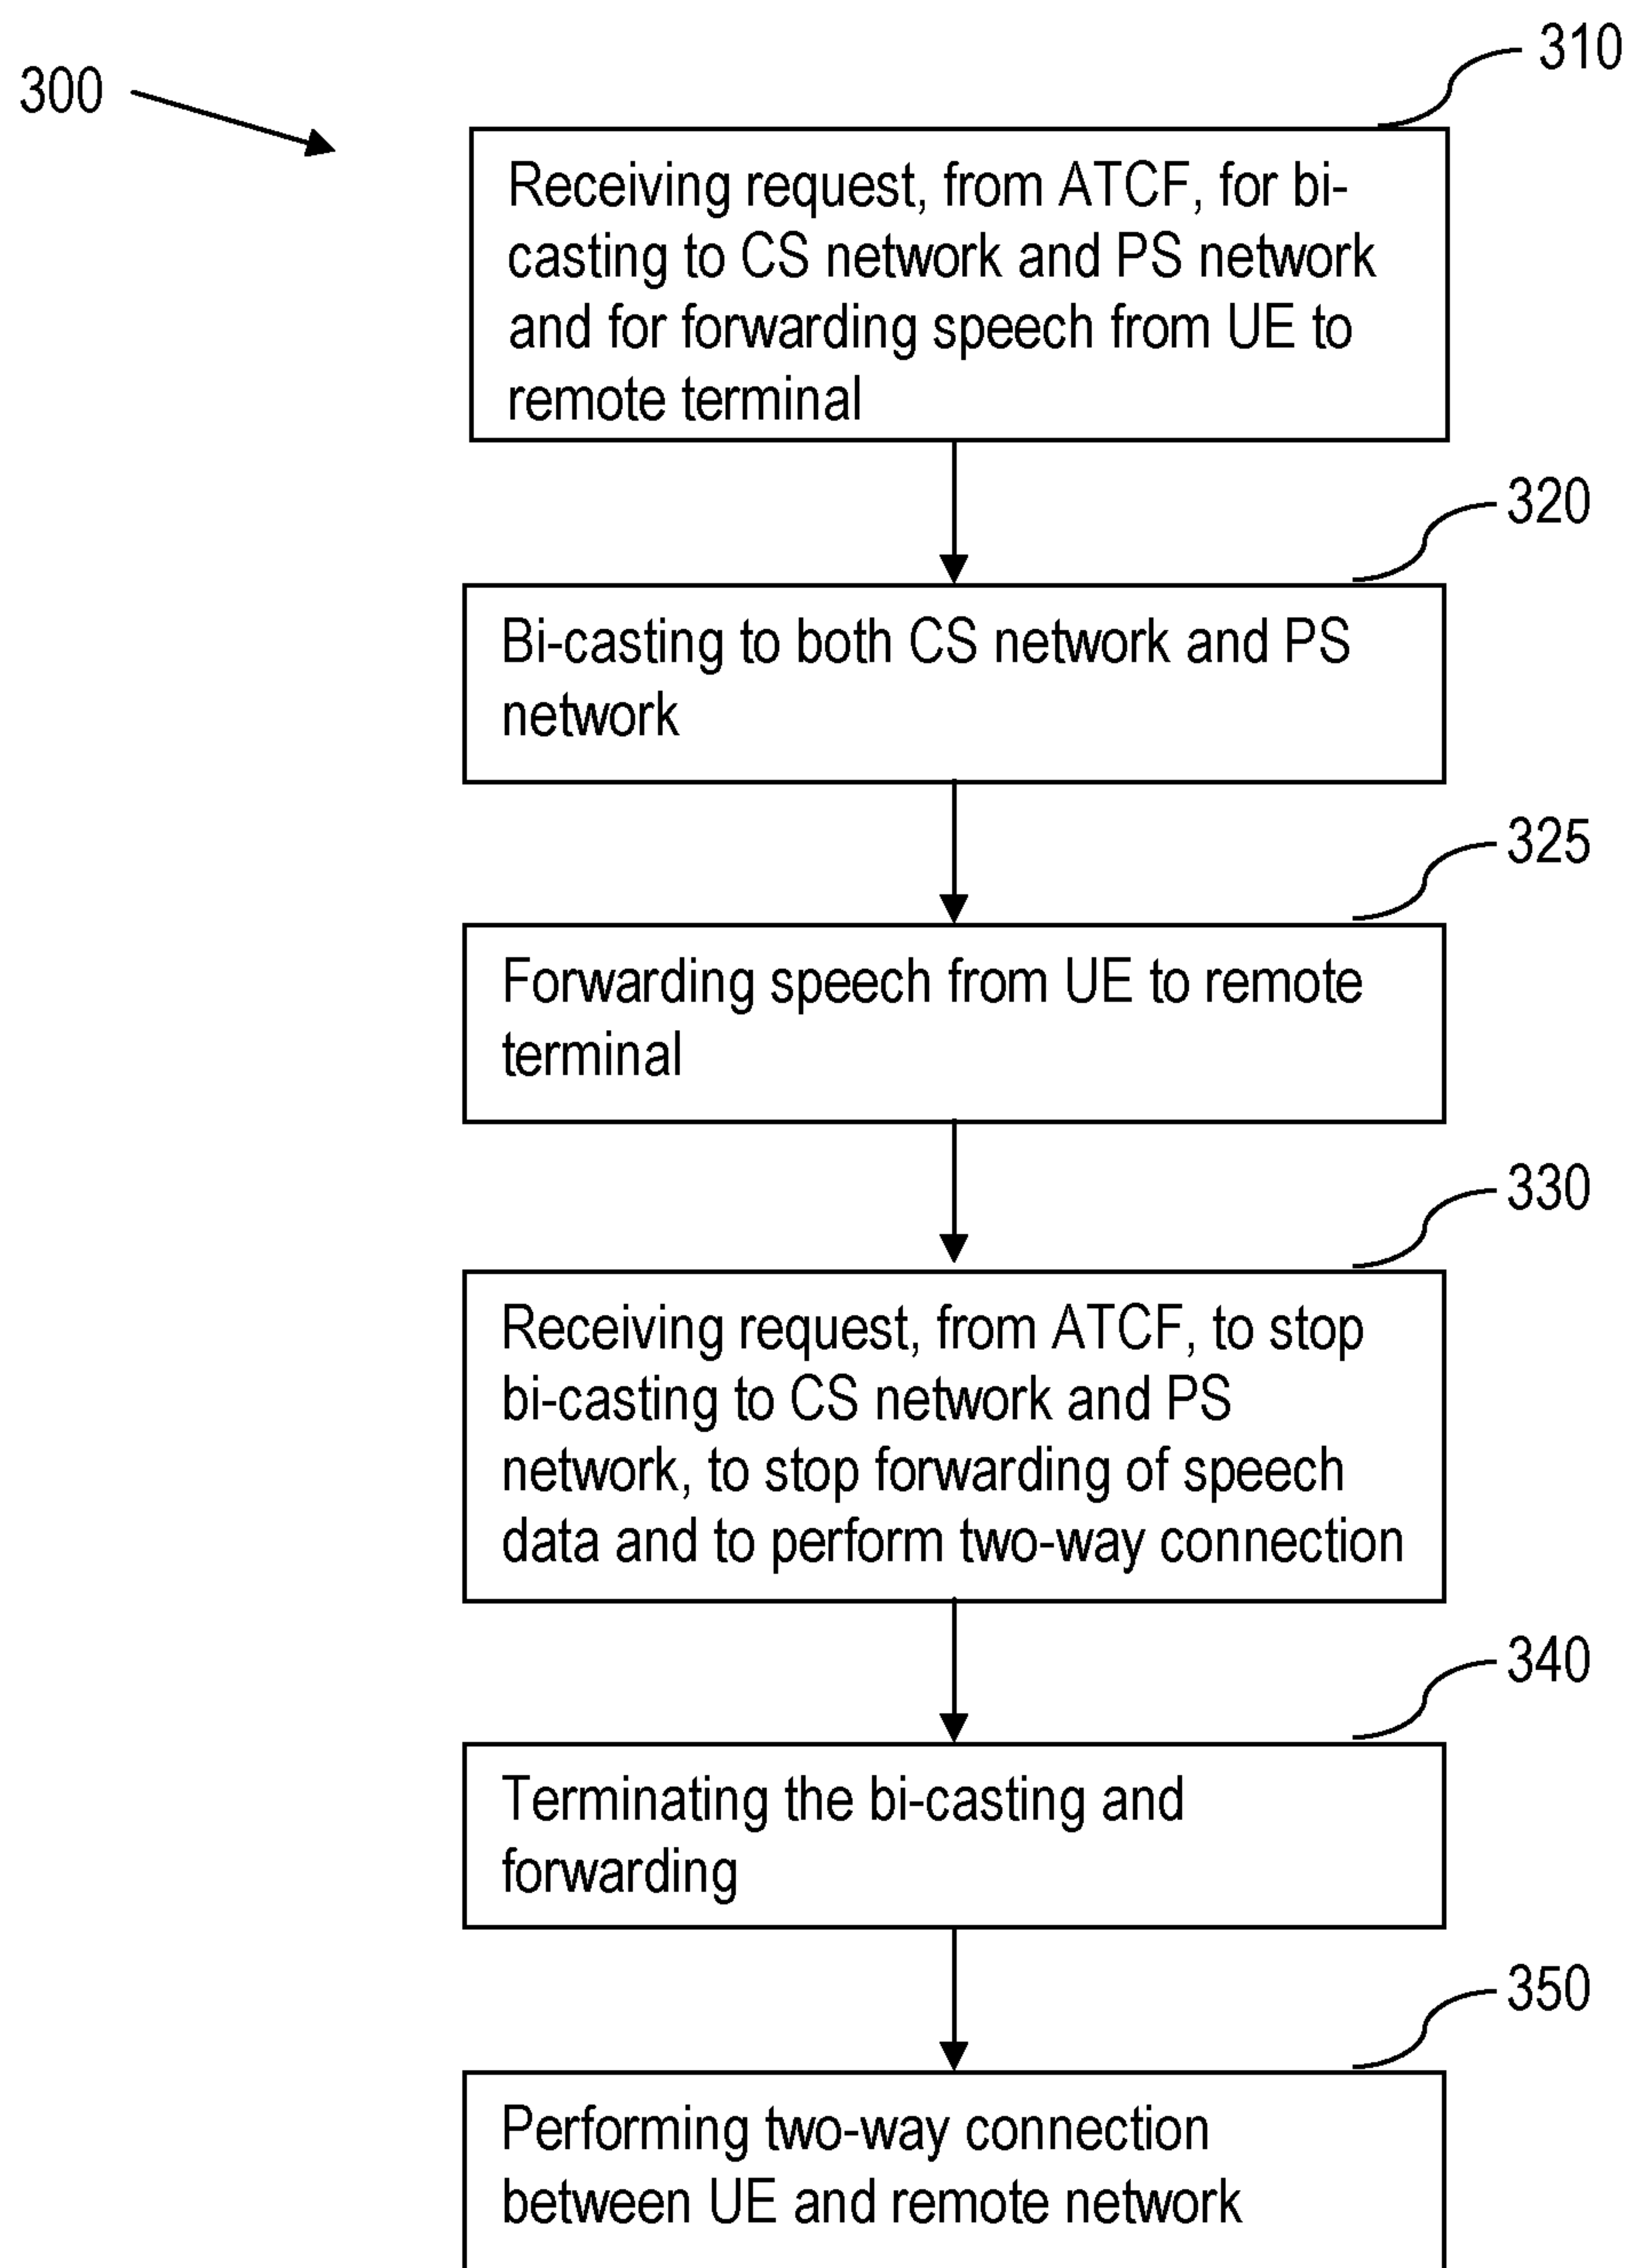 310
300
Receiving request, from ATCF, for bi-
casting to CS network and PS network
and for forwarding speech from UE to
remote terminal
320
Bi-casting to both CS network and PS
network
325
Forwarding speech from UE to remote
terminal
330
Receiving request, from ATCF, to stop
bi-casting to CS network and PS
network, to stop forwarding of speech
data and to perform two-way connection
340
Terminating the bi-casting and
forwarding
350
Performing two-way connection
between UE and remote network